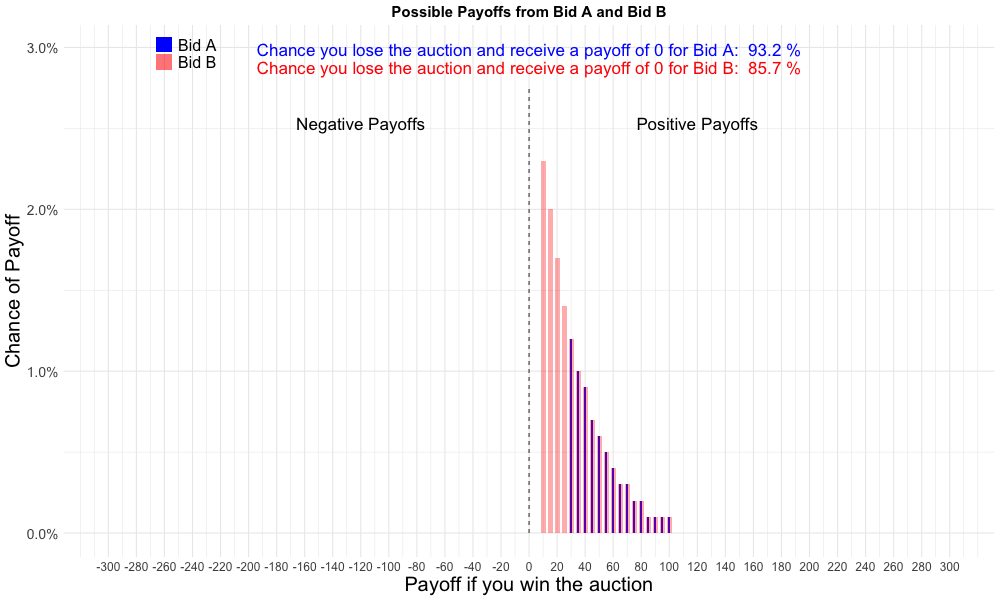 Possible Payoffs from Bid A and Bid B
Bid A
Bid B
Chance you lose the auction and receive a payoff of 0 for Bid A:  93.2 %
Chance you lose the auction and receive a payoff of 0 for Bid B:  85.7 %
Negative Payoffs
Positive Payoffs
Chance of Payoff
3.0%
2.0%
1.0%
0.0%
-300 -280 -260 -240 -220 -200 -180 -160 -140 -120 -100 -80 -60 -40 -20 0 20 40 60 80 100 120 140 160 180 200 220 240 260 280 300
Payoff if you win the auction